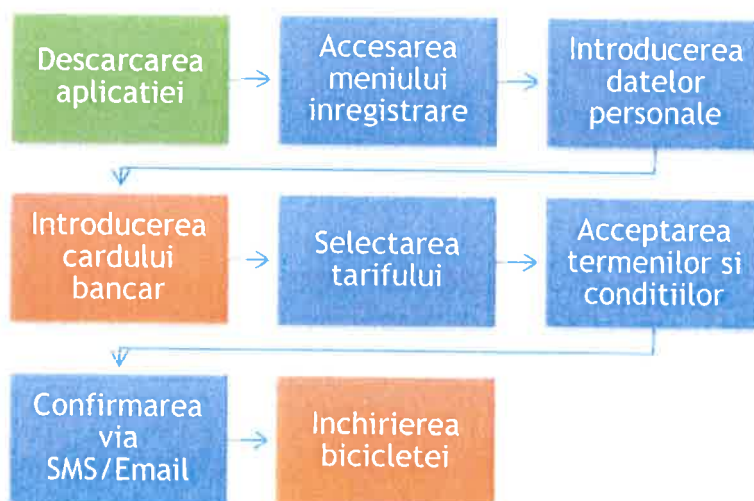 Descarcarea
aplicatiei
Accesarea
meniului
inregistrare
Introducerea
datelor
personale
Introducerea
cardului
bancar
Selectarea
tarifului
Acceptarea
termenilor si
conditiilor
Confirmarea
via
SMS/Email
Inchirierea
bicicletei